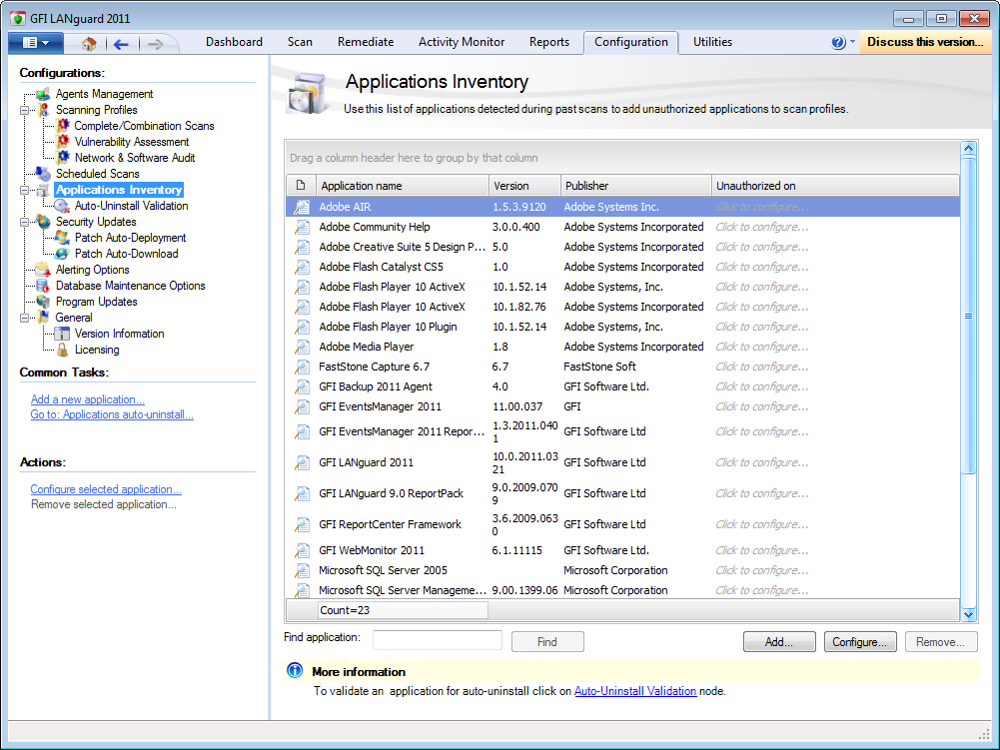 GFI LANguard 2011
Dashboard Scan Remediate Activity Monitor Reports Configuration Utilities Discuss this version...
Configurations:
Agents Management
Scanning Profiles
Complete/Combination Scans
Vulnerability Assessment
Network & Software Audit
Scheduled Scans
Applications Inventory
Auto-Uninstall Validation
Security Updates
Patch Auto-Deployment
Patch Auto-Download
Alerting Options
Database Maintenance Options
Program Updates
General
Version Information
Licensing
Common Tasks:
Add a new application...
Go to: Applications auto-uninstall...
Actions:
Configure selected application...
Remove selected application...
Applications Inventory
Use this list of applications detected during past scans to add unauthorized applications to scan profiles.
Drag a column header here to group by that column
Application name Version Publisher Unauthorized on
Adobe AIR 1.5.3.9120 Adobe Systems Inc. Click to configure...
Adobe Community Help 3.0.0.400 Adobe Systems Incorporated Click to configure...
Adobe Creative Suite 5 Design P... 5.0 Adobe Systems Incorporated Click to configure...
Adobe Flash Catalyst CS5 1.0 Adobe Systems Incorporated Click to configure...
Adobe Flash Player 10 ActiveX 10.1.52.14 Adobe Systems, Inc. Click to configure...
Adobe Flash Player 10 ActiveX 10.1.82.76 Adobe Systems Incorporated Click to configure...
Adobe Flash Player 10 Plugin 10.1.52.14 Adobe Systems, Inc. Click to configure...
Adobe Media Player 1.8 Adobe Systems Incorporated Click to configure...
FastStone Capture 6.7 6.7 FastStone Soft Click to configure...
GFI Backup 2011 Agent 4.0 GFI Software Ltd. Click to configure...
GFI EventsManager 2011 11.00.037 GFI Click to configure...
GFI EventsManager 2011 Repor... 1.3.2011.040
1 GFI Software Ltd Click to configure...
GFI LANguard 2011 10.0.2011.03
21 GFI Software Ltd Click to configure...
GFI LANguard 9.0 ReportPack 9.0.2009.070
9 GFI Software Ltd Click to configure...
GFI ReportCenter Framework 3.6.2009.063
0 GFI Software Ltd Click to configure...
GFI WebMonitor 2011 6.1.11115 GFI Software Ltd. Click to configure...
Microsoft SQL Server 2005 Microsoft Corporation Click to configure...
Microsoft SQL Server Manageme... 9.00.1399.06 Microsoft Corporation Click to configure...
Count=23
Find application: Find Add... Configure... Remove...
More information
To validate an application for auto-uninstall click on Auto-Uninstall Validation node.